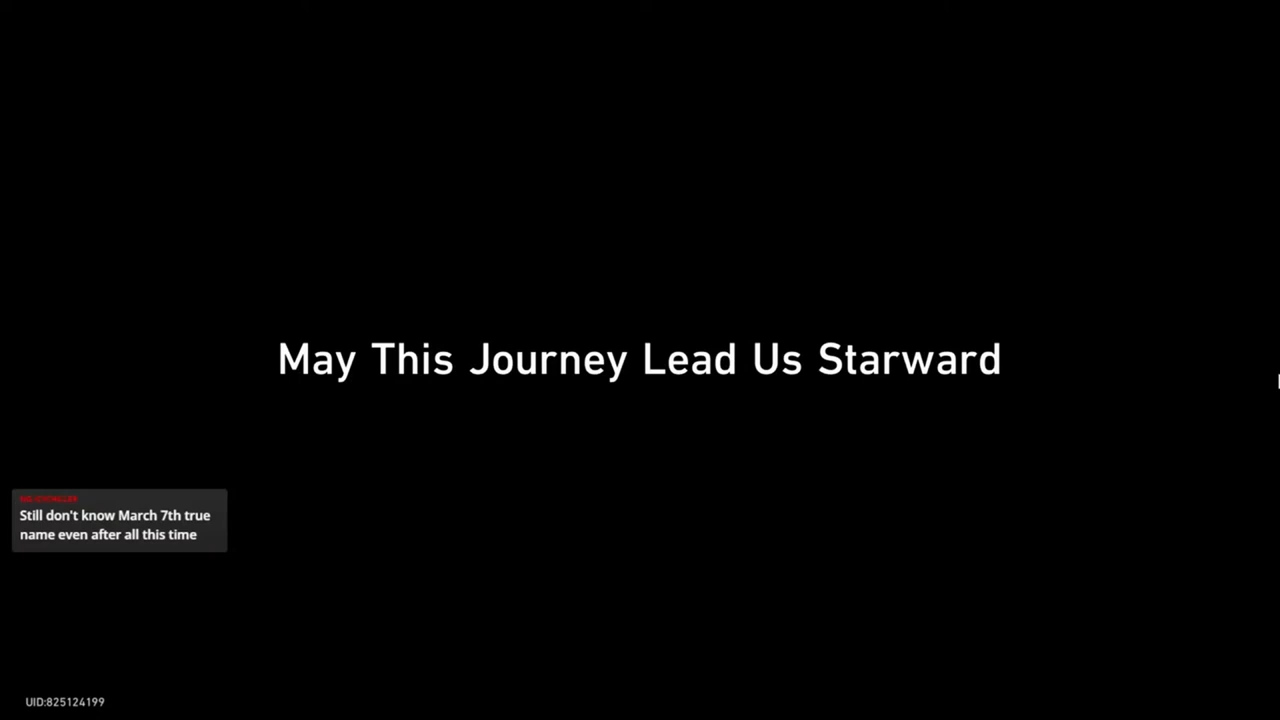 May This Journey Lead Us Starward
Still don't know March 7th true
name even after all this time
UID:825124199